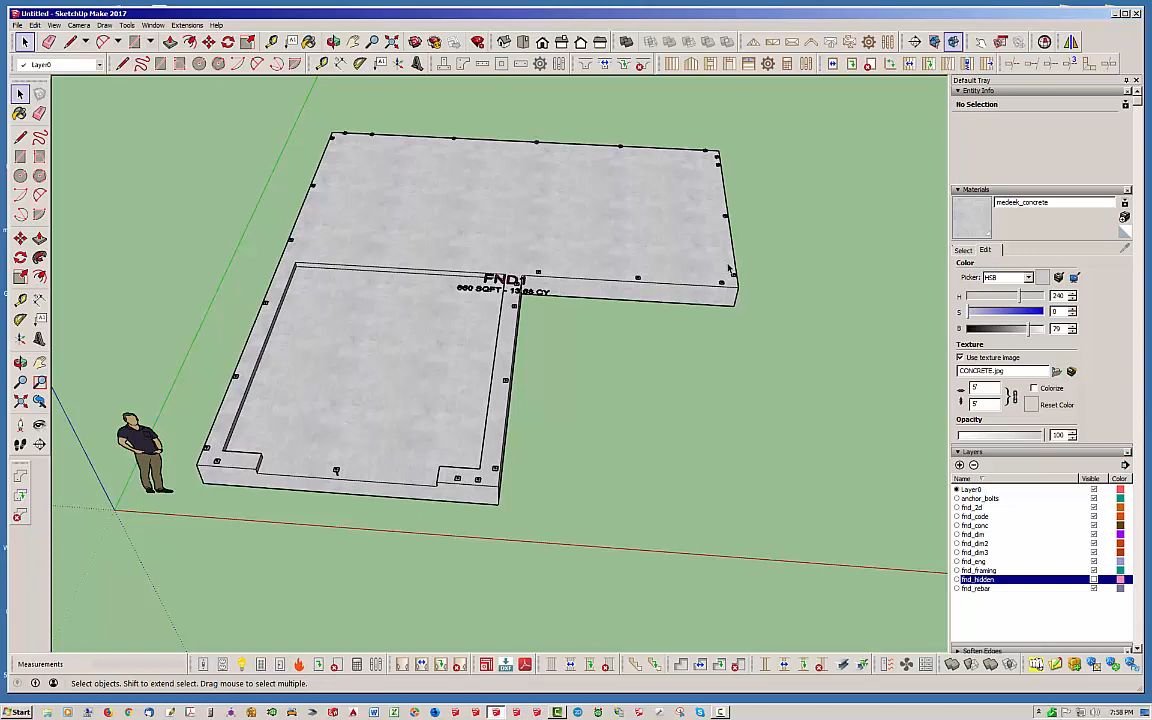 Untitled - SketchUp Make 2017
File Edit View Camera Draw Tools Window Extensions Help
Layer0
Default Tray
Entity Info
No Selection
FND1
Materials
medeek_concrete
Select Edit
Color
Picker: HSB
H 240
S 0
B 79
Texture
Use texture image
CONCRETE.jpg
5' Colorize
5' Reset Color
Opacity
100
Layers
Name Visible Color
Layer0
anchor_bolts
fnd_2d
fnd_code
fnd_conc
fnd_dim
fnd_dim2
fnd_dim3
fnd_eng
fnd_framing
fnd_hidden
fnd_rebar
Soften Edges
Measurements
Select objects. Shift to extend select. Drag mouse to select multiple.
Start
7:58 PM